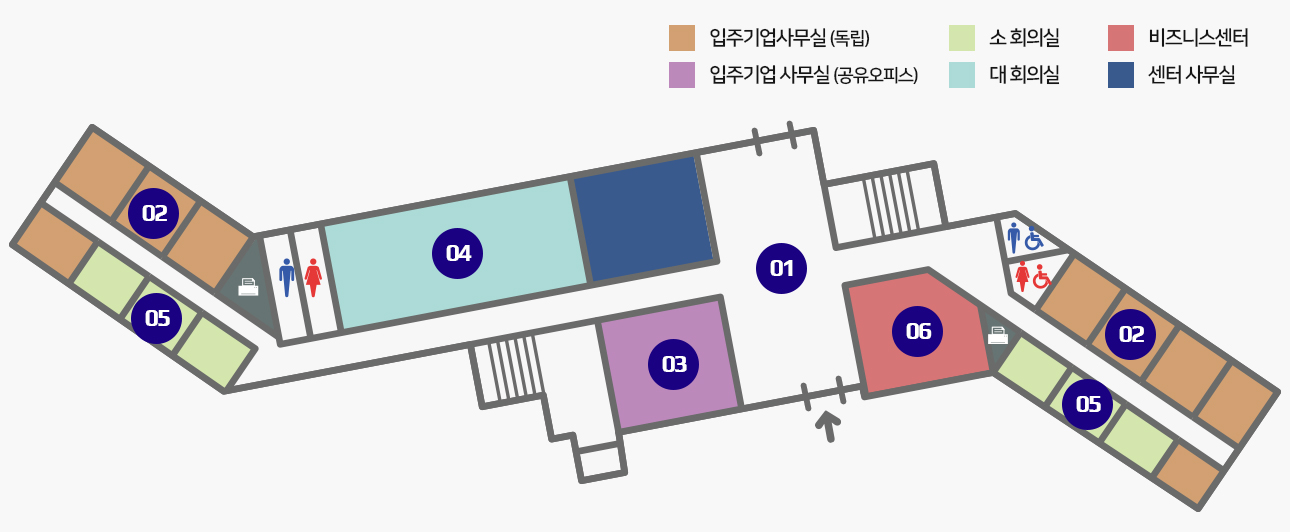 입주기업사무실 (독립)
소 회의실
비즈니스센터
입주기업 사무실 (공유오피스)
대 회의실
센터 사무실
02
04
01
05
03
06
02
05